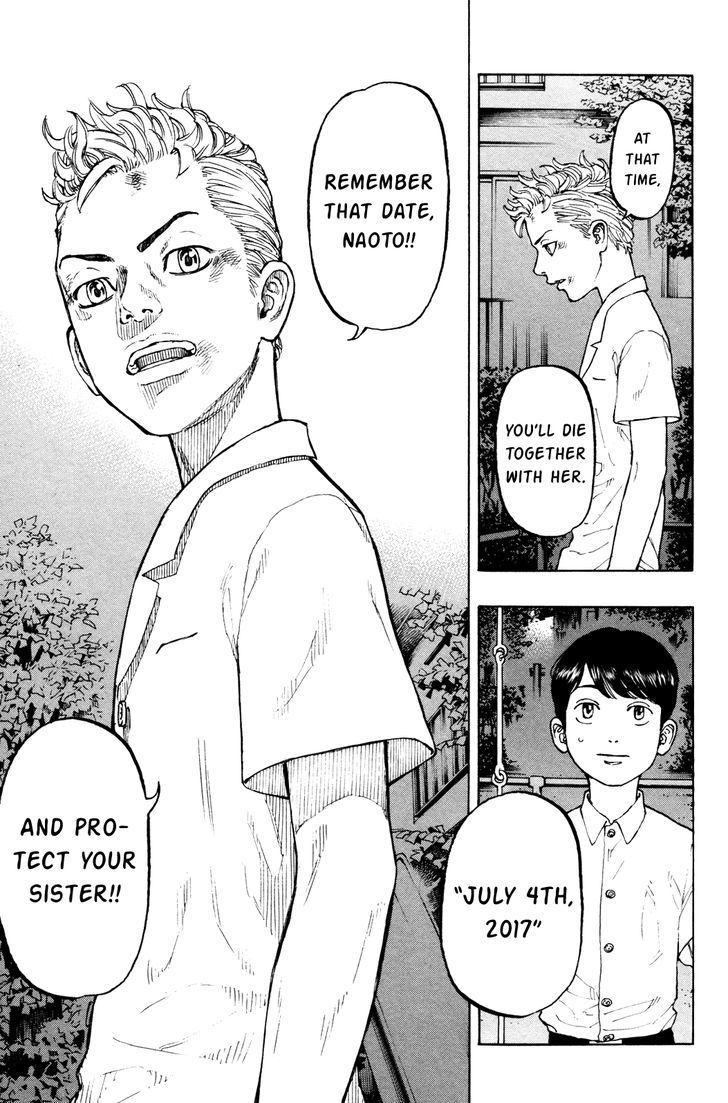 AT
THAT
TIME,
YOU'LL DIE
TOGETHER
WITH HER.
"JULY 4TH,
2017"
REMEMBER
THAT DATE,
NAOTO!!
AND PRO-
TECT YOUR
SISTER!!